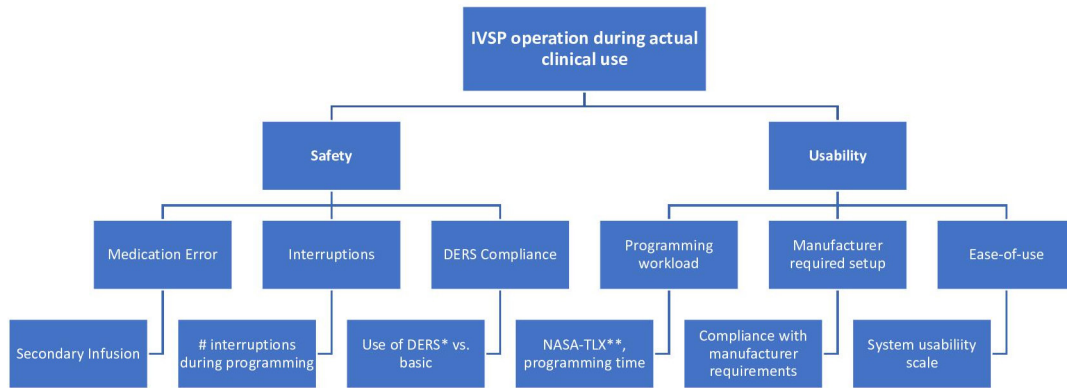 IVSP operation during actual
clinical use
Safety
Usability
Medication Error
Interruptions
DERS Compliance
Programming
workload
Manufacturer
required setup
Ease-of-use
Secondary Infusion
# interruptions
during programming
Use of DERS* vs.
basic
NASA-TLX**,
programming time
Compliance with
manufacturer
requirements
System usability
scale